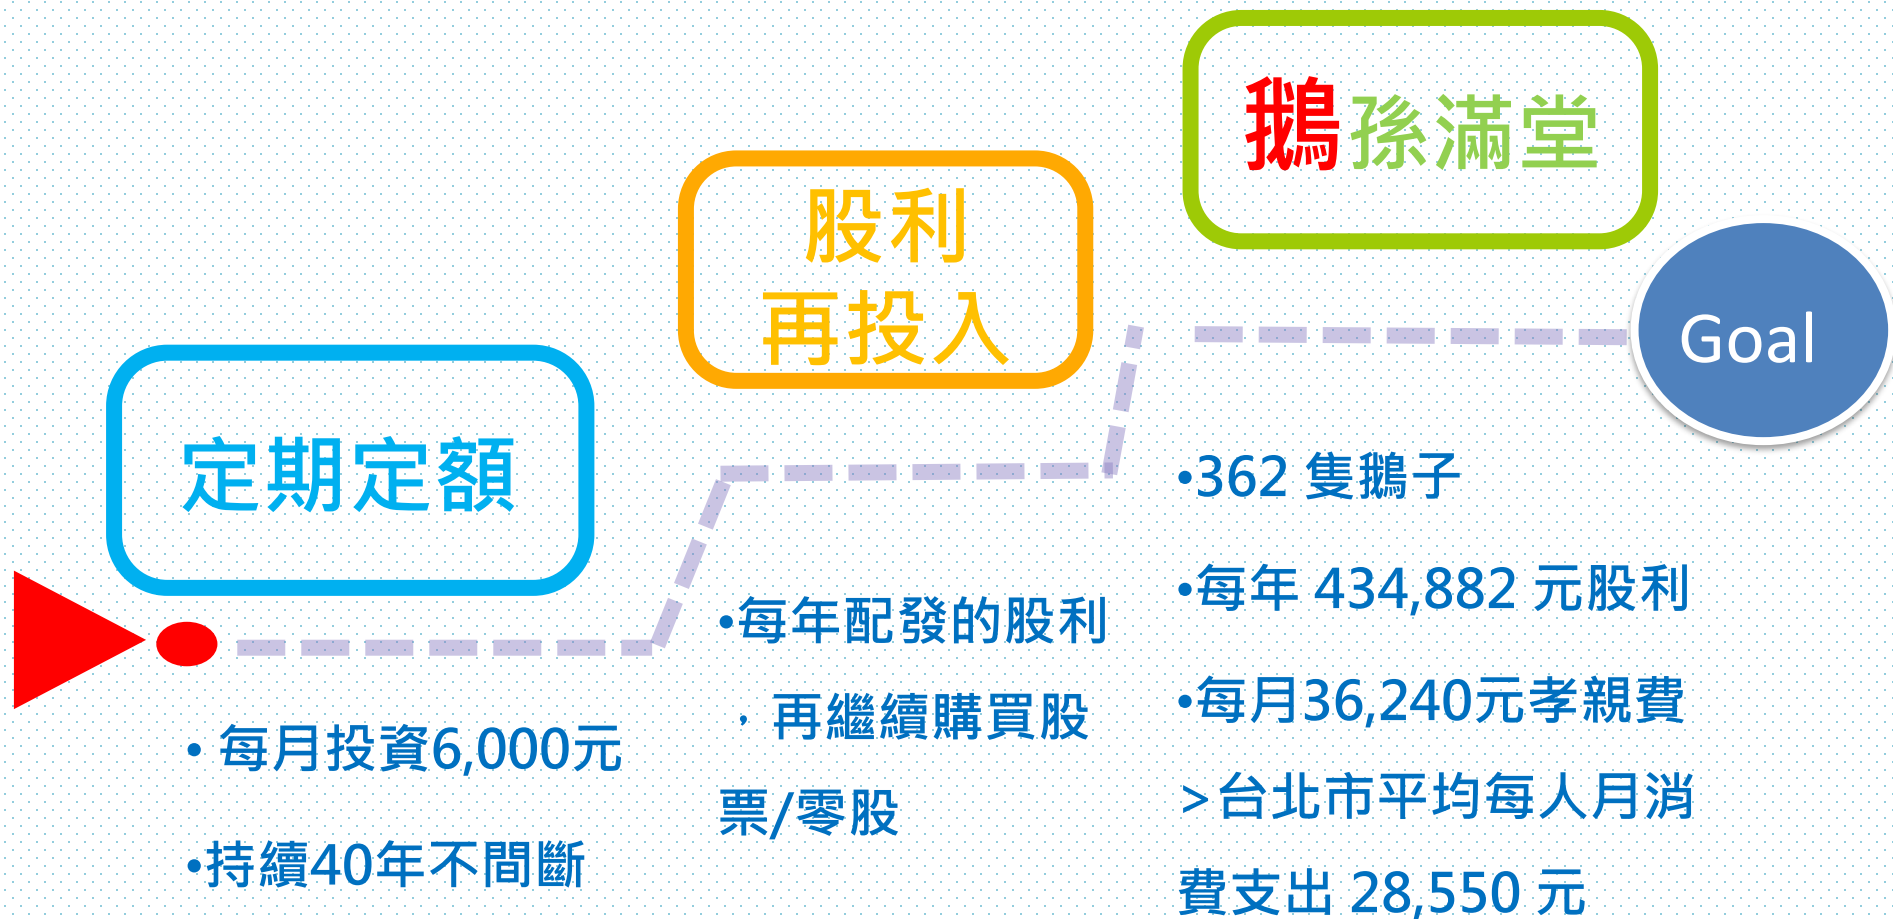 定期定額
• 每月投資6,000元
•持續40年不間斷
股利
再投入
•每年配發的股利
，再繼續購買股
票/零股
鵝孫滿堂
Goal
•362 隻鵝子
•每年 434,882 元股利
•每月36,240元孝親費
>台北市平均每人月消
費支出 28,550 元